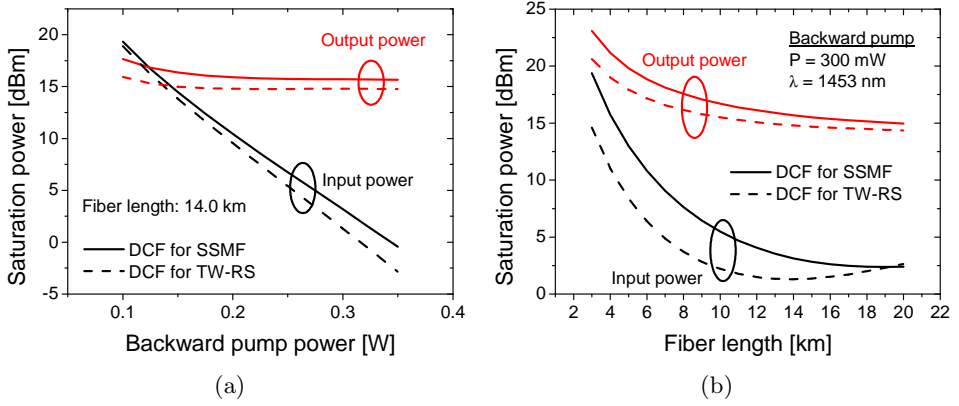 Saturation power [dBm]
20
15
10
5
0
-5
Output power
Input power
Fiber length: 14.0 km
DCF for SSMF
DCF for TW-RS
0.1 0.2 0.3 0.4
Backward pump power [W]
(a)
Saturation power [dBm]
25
20
15
10
5
0
Backward pump
P = 300 mW
λ = 1453 nm
Output power
DCF for SSMF
DCF for TW-RS
Input power
2 4 6 8 10 12 14 16 18 20 22
Fiber length [km]
(b)